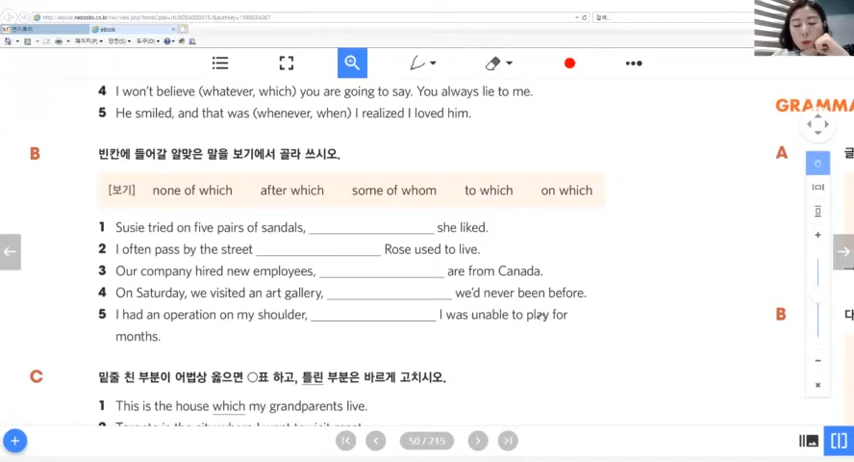 eBook
GRAMMA
4 I won't believe (whatever, which) you are going to say. You always lie to me.
5 He smiled, and that was (whenever, when) I realized I loved him.
B 빈칸에 들어갈 알맞은 말을 보기에서 골라 쓰시오.
A 글
[보기] none of which after which some of whom to which on which
1 Susie tried on five pairs of sandals, ____________ she liked.
2 I often pass by the street ____________ Rose used to live.
3 Our company hired new employees, ____________ are from Canada.
4 On Saturday, we visited an art gallery, ____________ we'd never been before.
5 I had an operation on my shoulder, ____________ I was unable to play for
months.
B 다
C 밑줄 친 부분이 어법상 옳으면 ○표 하고, 틀린 부분은 바르게 고치시오.
1 This is the house which my grandparents live.
50 / 215